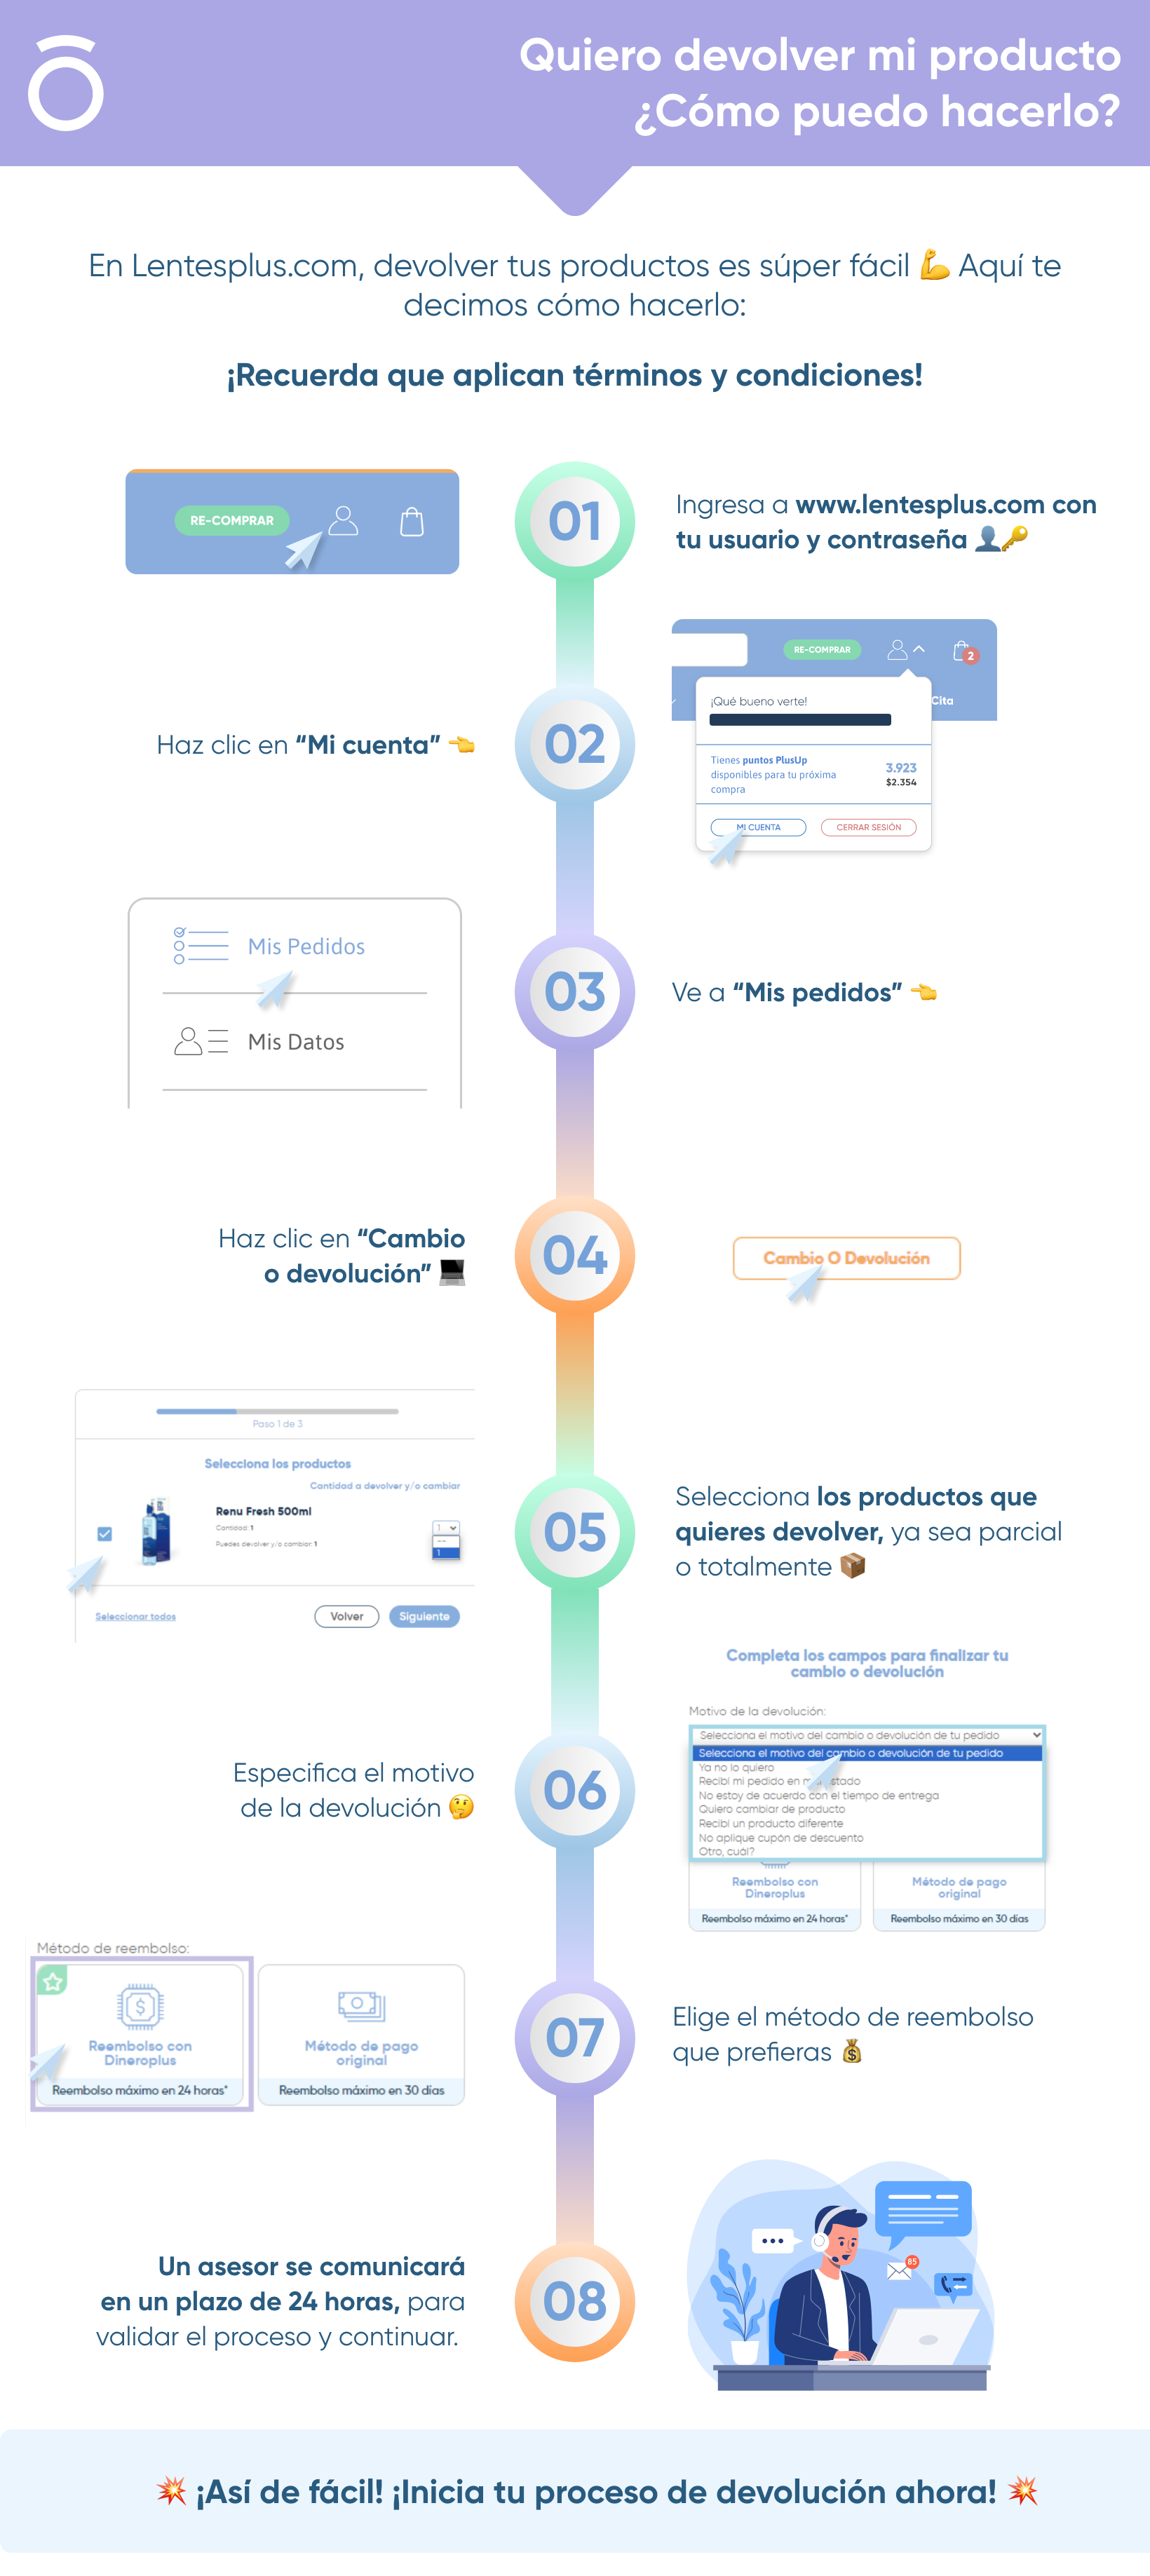 Quiero devolver mi producto
¿Cómo puedo hacerlo?
En Lentesplus.com, devolver tus productos es súper fácil 💪 Aquí te
decimos cómo hacerlo:
¡Recuerda que aplican términos y condiciones!
RE-COMPRAR
01
Ingresa a www.lentesplus.com con
tu usuario y contraseña 👤🔑
Haz clic en “Mi cuenta” 👈
02
RE-COMPRAR
2
Cita
¡Qué bueno verte!
Tienes puntos PlusUp
disponibles para tu próxima
compra
3.923
$2.354
MI CUENTA
CERRAR SESIÓN
Mis Pedidos
Mis Datos
03
Ve a “Mis pedidos” 👈
Haz clic en “Cambio
o devolución” 💻
04
Cambio O Devolución
Paso 1 de 3
Selecciona los productos
Cantidad a devolver y/o cambiar
Renu Fresh 500ml
Cantidad: 1
Puedes devolver y/o cambiar: 1
1
--
1
Seleccionar todos
Volver
Siguiente
05
Selecciona los productos que
quieres devolver, ya sea parcial
o totalmente 📦
Especifica el motivo
de la devolución 🤔
06
Completa los campos para finalizar tu
cambio o devolución
Motivo de la devolución:
Selecciona el motivo del cambio o devolución de tu pedido
Selecciona el motivo del cambio o devolución de tu pedido
Ya no lo quiero
Recibí mi pedido en mal estado
No estoy de acuerdo con el tiempo de entrega
Quiero cambiar de producto
Recibí un producto diferente
No aplique cupón de descuento
Otro, cuál?
Reembolso con
Dineroplus
Reembolso máximo en 24 horas*
Método de pago
original
Reembolso máximo en 30 días
Método de reembolso:
$
Reembolso con
Dineroplus
Reembolso máximo en 24 horas*
Método de pago
original
Reembolso máximo en 30 días
07
Elige el método de reembolso
que prefieras 💰
Un asesor se comunicará
en un plazo de 24 horas, para
validar el proceso y continuar.
08
85
💥 ¡Así de fácil! ¡Inicia tu proceso de devolución ahora! 💥